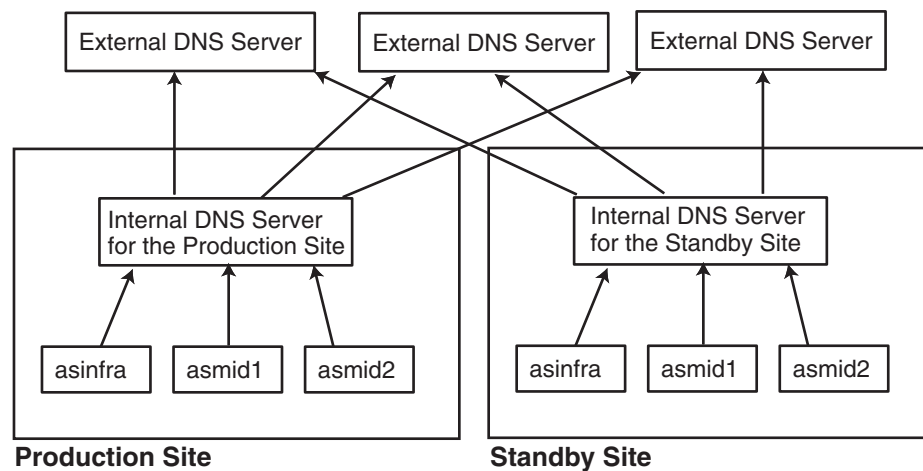 External DNS Server
External DNS Server
External DNS Server
Internal DNS Server
for the Production Site
Internal DNS Server
for the Standby Site
asinfra
asmid1
asmid2
asinfra
asmid1
asmid2
Production Site
Standby Site